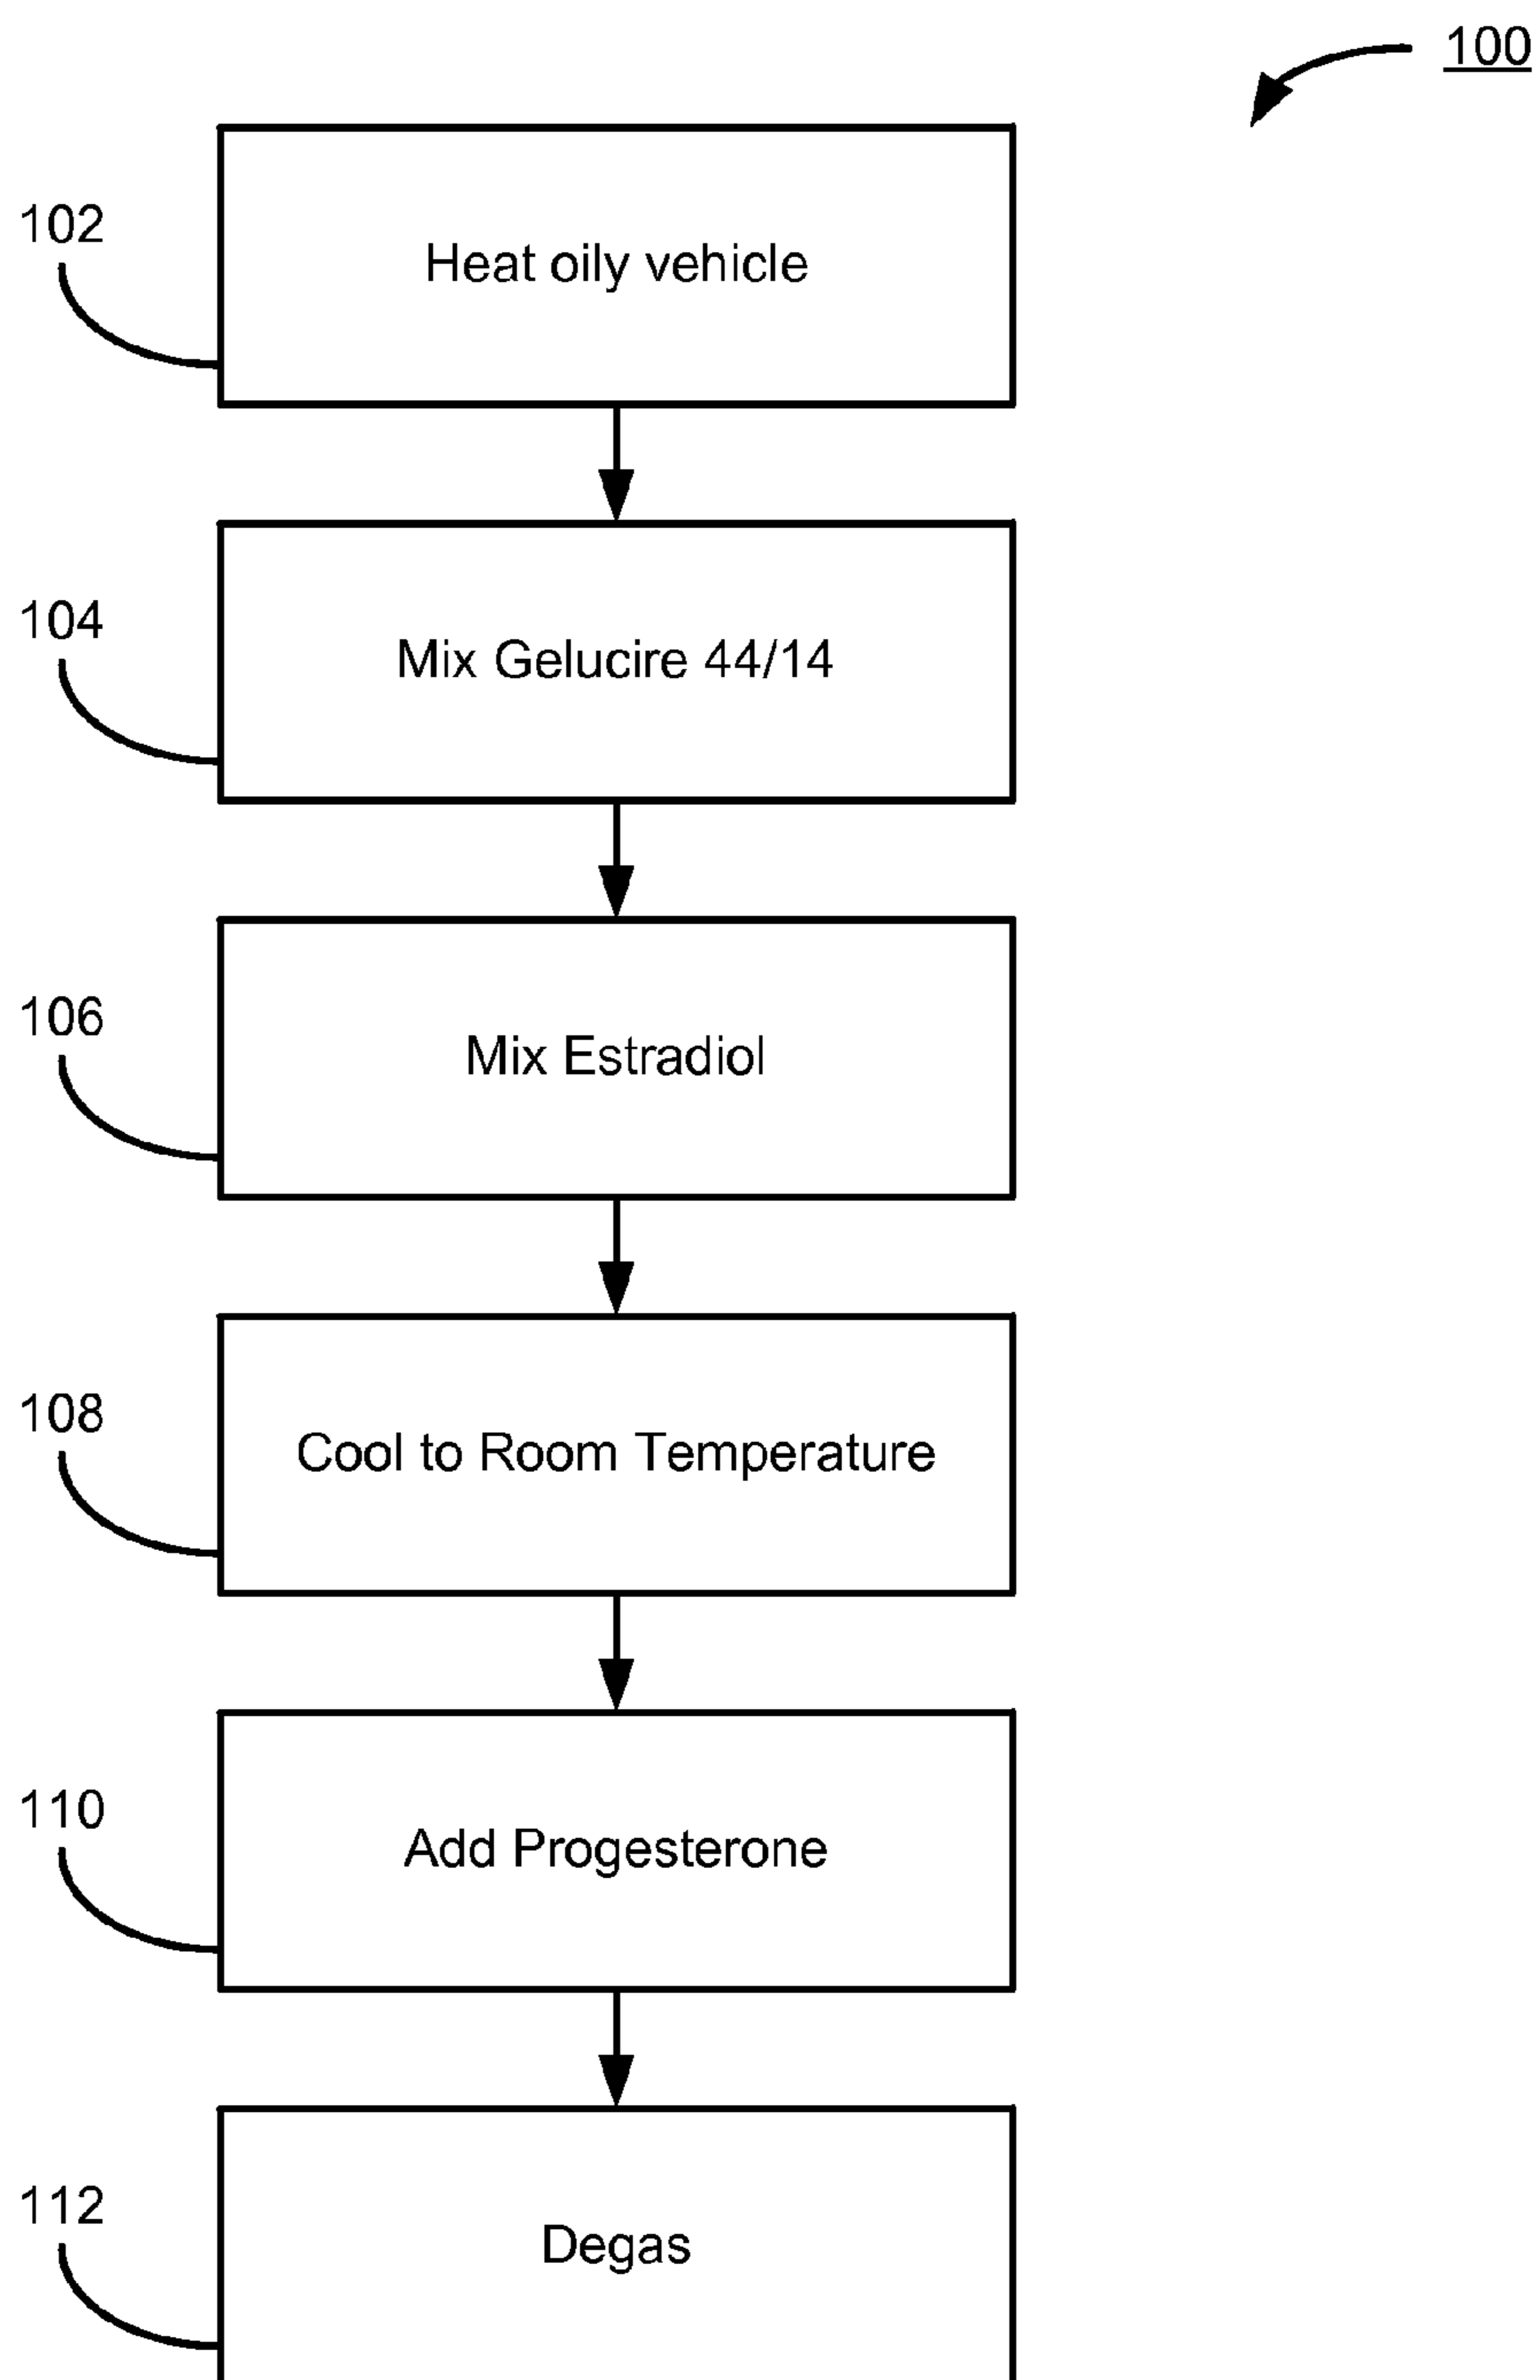 100
102
Heat oily vehicle
104
Mix Gelucire 44/14
106
Mix Estradiol
108
Cool to Room Temperature
110
Add Progesterone
112
Degas